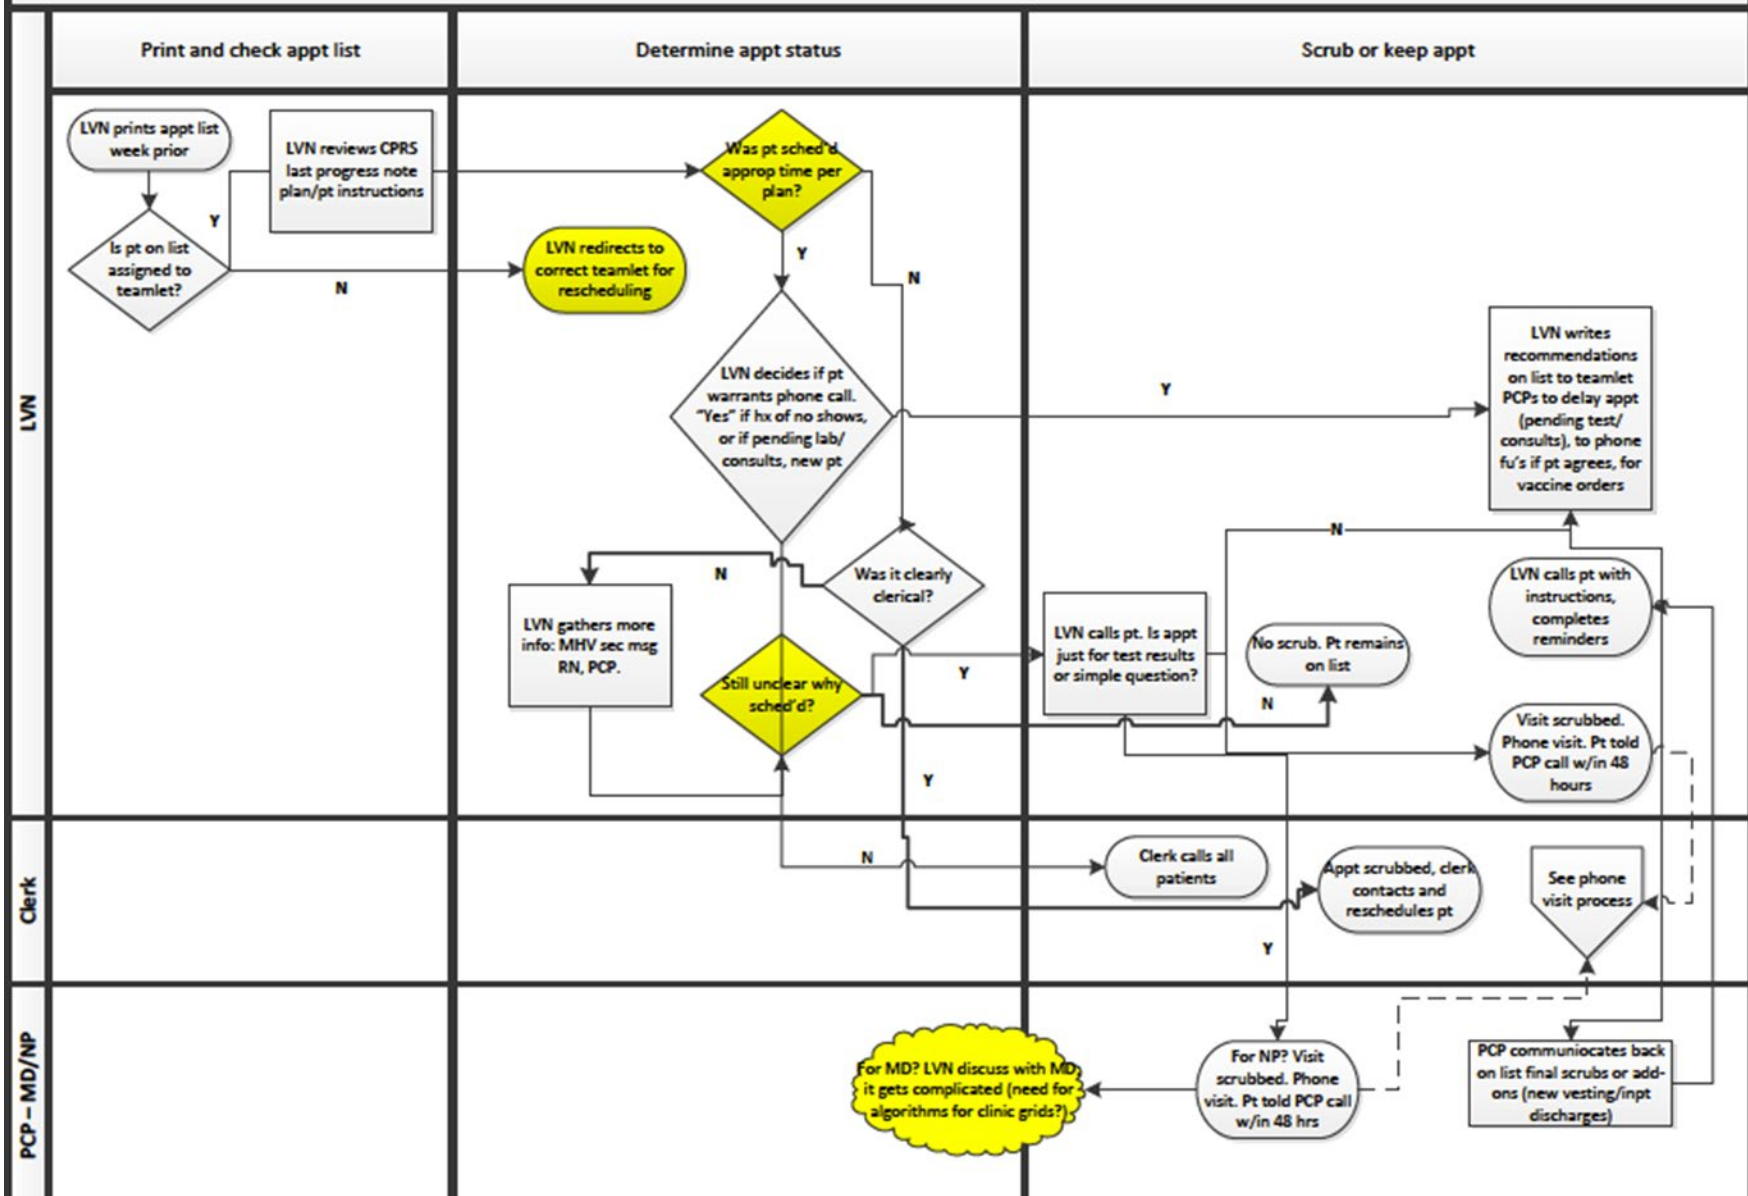 Print and check appt list
Determine appt status
Scrub or keep appt
LVN
LVN prints appt list
week prior
LVN reviews CPRS
last progress note
plan/pt instructions
Y
Is pt on list
assigned to
teamlet?
N
Was pt sched'd
approp time per
plan?
LVN redirects to
correct teamlet for
rescheduling
Y
N
LVN decides if pt
warrants phone call.
"Yes" if hx of no shows,
or if pending lab/
consults, new pt
Y
LVN writes
recommendations
on list to teamlet
PCPs to delay appt
(pending test/
consults), to phone
fu's if pt agrees, for
vaccine orders
N
Was it clearly
clerical?
N
LVN gathers more
info: MHV sec msg
RN, PCP.
Still unclear why
sched'd?
Y
LVN calls pt. Is appt
just for test results
or simple question?
No scrub. Pt remains
on list
N
LVN calls pt with
instructions,
completes
reminders
Visit scrubbed.
Phone visit. Pt told
PCP call w/in 48
hours
Y
Clerk
N
Clerk calls all
patients
Appt scrubbed, clerk
contacts and
reschedules pt
See phone
visit process
Y
PCP – MD/NP
For MD? LVN discuss with MD,
it gets complicated (need for
algorithms for clinic grids?)
For NP? Visit
scrubbed. Phone
visit. Pt told PCP call
w/in 48 hrs
PCP communiocates back
on list final scrubs or add-
ons (new vesting/inpt
discharges)